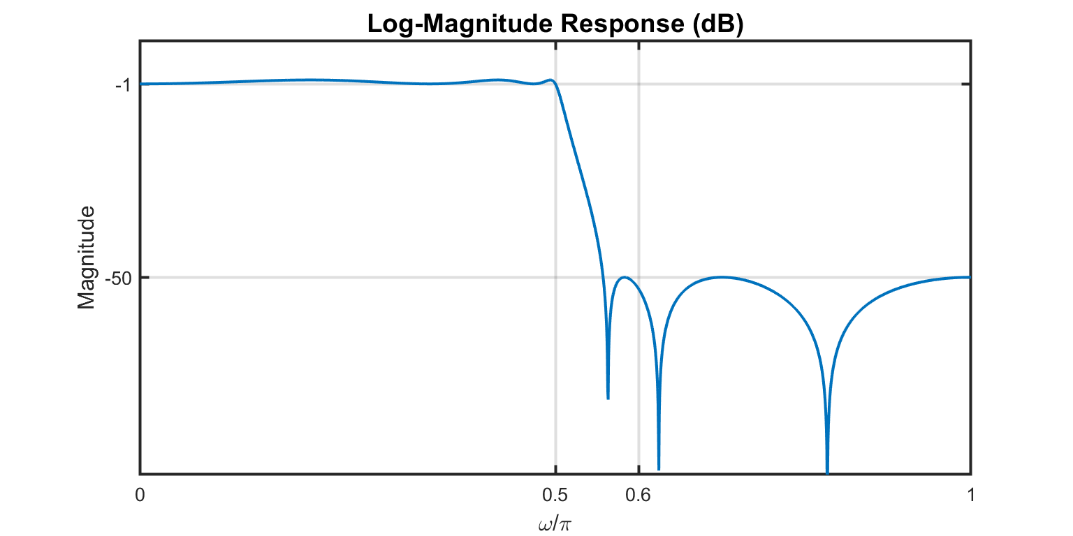 Log-Magnitude Response (dB)
-1
Magnitude
-50
0 0.5 0.6 1
ω/π